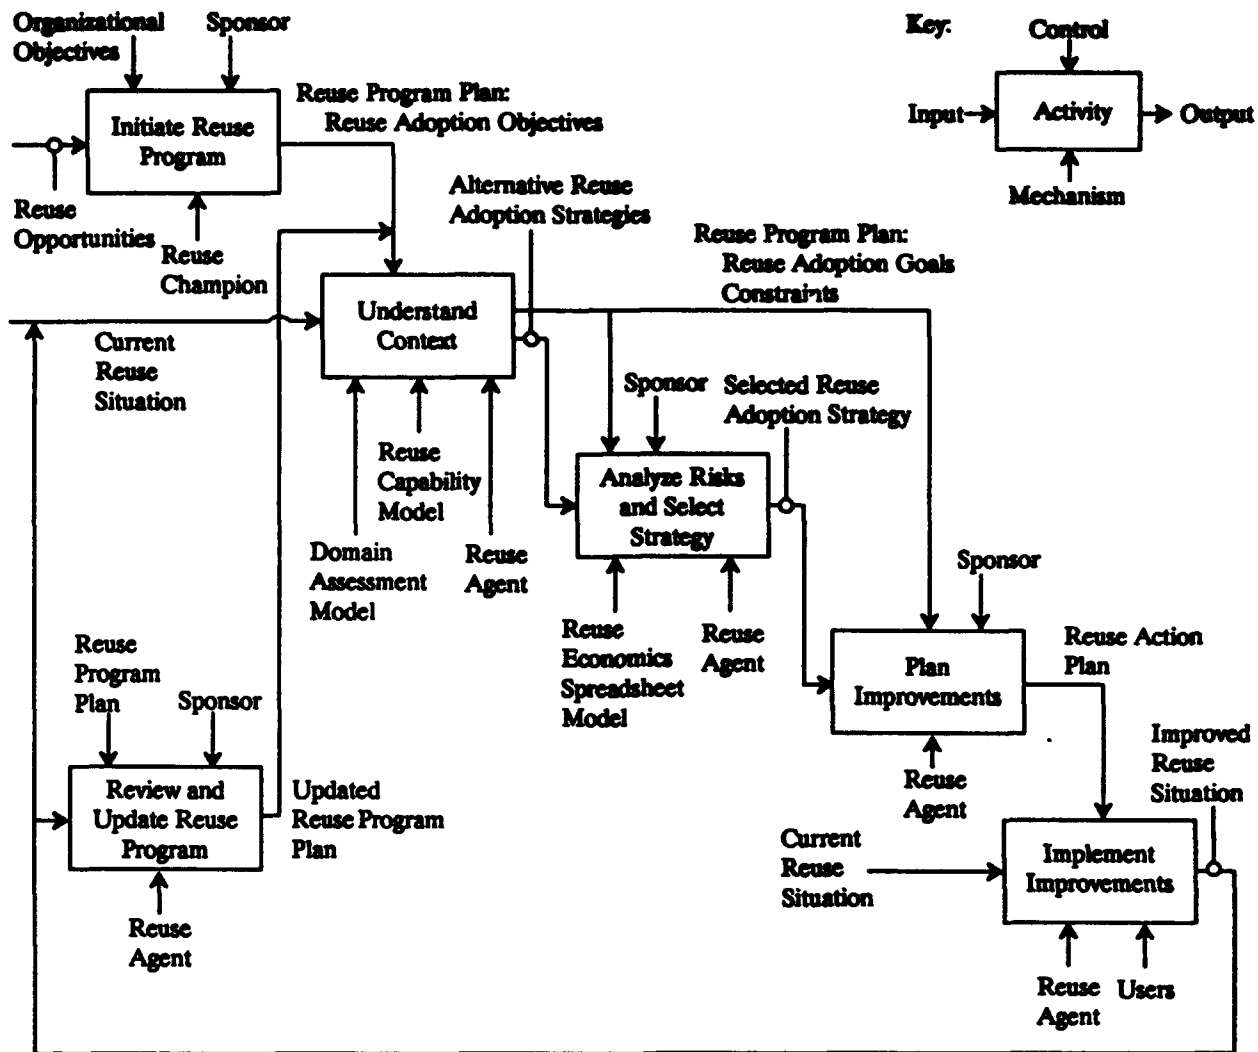 Organizational
Objectives
Sponsor
Key:
Control
Initiate Reuse
Program
Reuse Program Plan:
Reuse Adoption Objectives
Input
Activity
Output
Mechanism
Reuse
Opportunities
Reuse
Champion
Alternative Reuse
Adoption Strategies
Reuse Program Plan:
Reuse Adoption Goals
Constraints
Understand
Context
Current
Reuse
Situation
Sponsor
Selected Reuse
Adoption Strategy
Reuse
Capability
Model
Analyze Risks
and Select
Strategy
Domain
Assessment
Model
Reuse
Agent
Sponsor
Reuse
Economics
Spreadsheet
Model
Reuse
Agent
Reuse
Program
Plan
Sponsor
Plan
Improvements
Reuse Action
Plan
Improved
Reuse
Situation
Review and
Update Reuse
Program
Updated
Reuse Program
Plan
Reuse
Agent
Current
Reuse
Situation
Implement
Improvements
Reuse
Agent
Reuse
Agent
Users